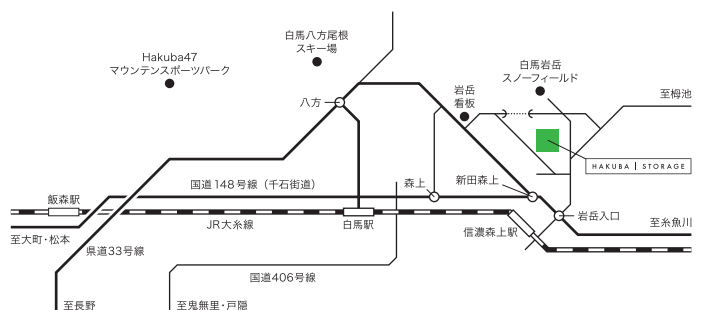 白馬八方尾根
スキー場
Hakuba47
マウンテンスポーツパーク
白馬岩岳
スノーフィールド
岩岳
看板
至栂池
八方
HAKUBA | STORAGE
国道148号線（千石街道）
森上
新田森上
飯森駅
岩岳入口
至糸魚川
JR大糸線
白馬駅
信濃森上駅
至大町・松本
県道33号線
国道406号線
至長野
至鬼無里・戸隠